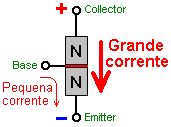 + Collector
N
Grande
corrente
Base
Pequena
corrente
N
− Emitter